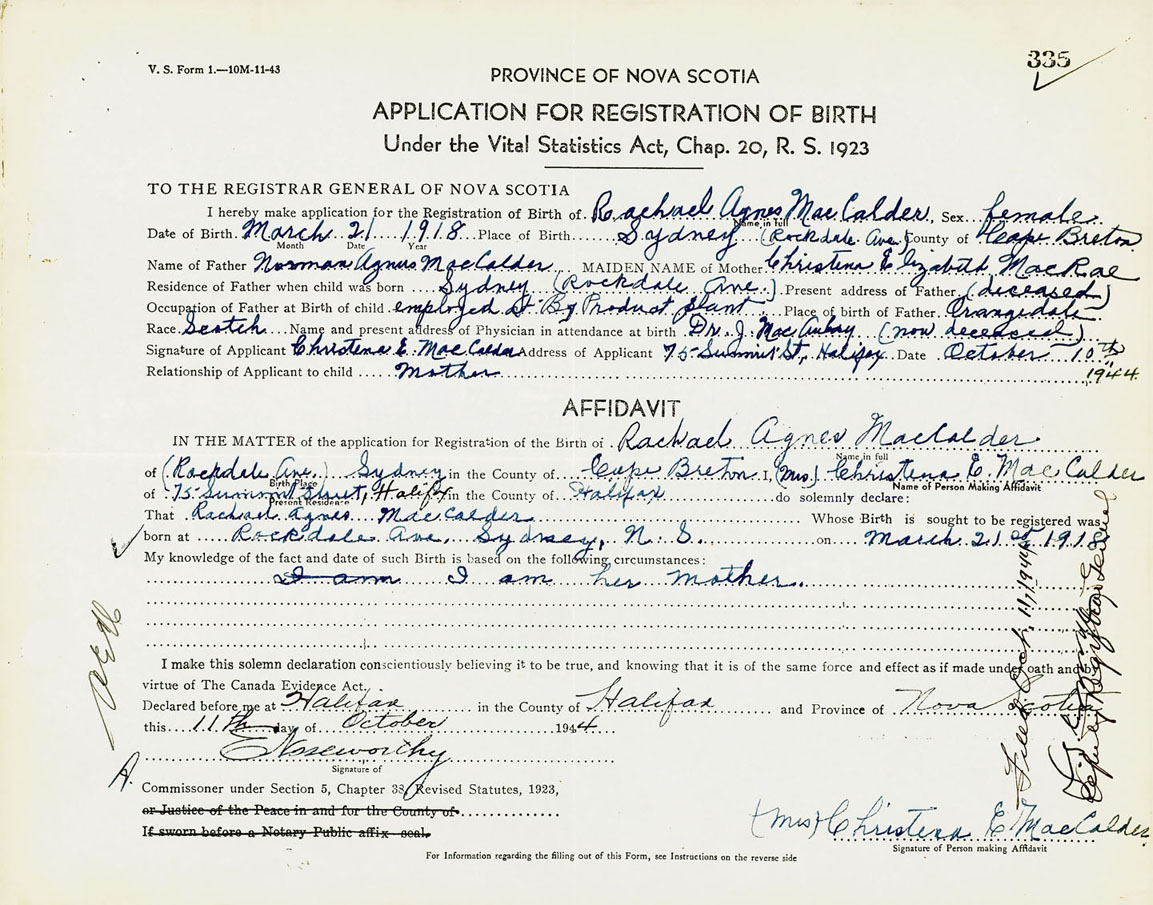 V. S. Form 1.—10M-11-43
335
PROVINCE OF NOVA SCOTIA
APPLICATION FOR REGISTRATION OF BIRTH
Under the Vital Statistics Act, Chap. 20, R. S. 1923
TO THE REGISTRAR GENERAL OF NOVA SCOTIA
I hereby make application for the Registration of Birth of Rachael Agnes MacCalder, Sex female
Name in full
Date of Birth March 21 1918 Place of Birth Sydney (Rockdale Ave.) County of Cape Breton
Month Date Year
Name of Father Norman Agnus MacCalder MAIDEN NAME of Mother Christena Elizabeth MacRae
Residence of Father when child was born Sydney (Rockdale Ave.) Present address of Father (deceased)
Occupation of Father at Birth of child employed at By Product plant Place of birth of Father Orangedale
Race Scotch Name and present address of Physician in attendance at birth Dr. J. MacAulay (now deceased)
Signature of Applicant Christena E. MacCalder Address of Applicant 75 Summit St, Halifax Date October 10th
Relationship of Applicant to child Mother 1944
AFFIDAVIT
IN THE MATTER of the application for Registration of the Birth of Rachael Agnes MacCalder
Name in full
of (Rockdale Ave.) Sydney in the County of Cape Breton I, (Mrs.) Christena E. MacCalder
Birth Place Name of Person Making Affidavit
of 75 Summit Street, Halifax in the County of Halifax do solemnly declare:
Present Residence
That Rachael Agnes MacCalder Whose Birth is sought to be registered was
born at Rockdale Ave, Sydney, N. S. on March 21st 1918
My knowledge of the fact and date of such Birth is based on the following circumstances:
I am I am her mother.
I make this solemn declaration conscientiously believing it to be true, and knowing that it is of the same force and effect as if made under oath and by
virtue of The Canada Evidence Act.
Declared before me at Halifax in the County of Halifax and Province of Nova Scotia
this 11th day of October 1944
E Noseworthy
Signature of
A Commissoner under Section 5, Chapter 33, Revised Statutes, 1923,
or Justice of the Peace in and for the County of
If sworn before a Notary Public affix seal.
(Mrs) Christena E MacCalder
Signature of Person making Affidavit
For Information regarding the filling out of this Form, see Instructions on the reverse side
Filed Oct. 11, 1944
Deputy Registrar General